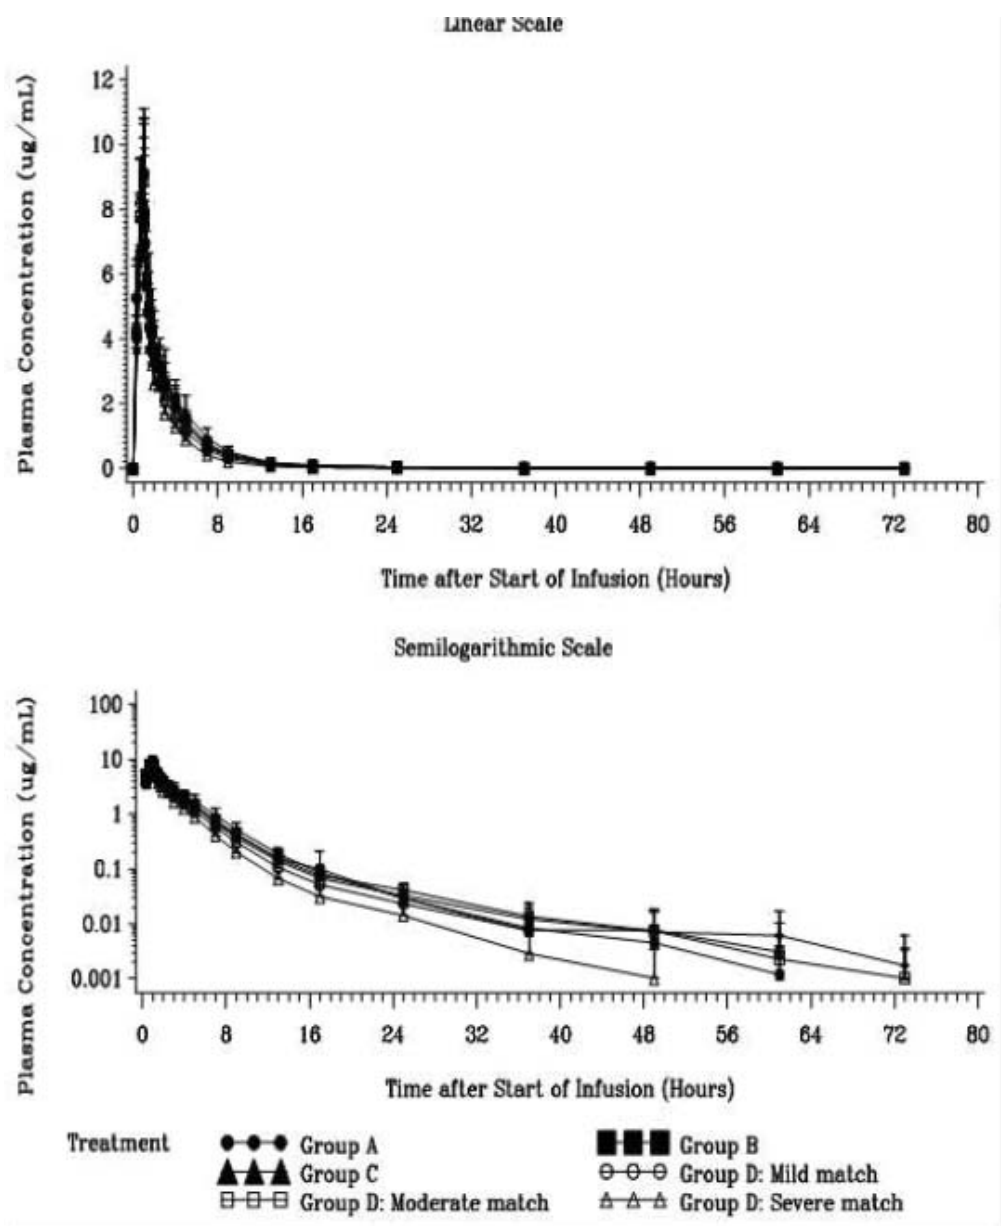 Linear Scale
Plasma Concentration (ug/mL)
12
10
8
6
4
2
0
0 8 16 24 32 40 48 56 64 72 80
Time after Start of Infusion (Hours)
Semilogarithmic Scale
Plasma Concentration (ug/mL)
100
10
1
0.1
0.01
0.001
0 8 16 24 32 40 48 56 64 72 80
Time after Start of Infusion (Hours)
Treatment Group A Group B
Group C Group D: Mild match
Group D: Moderate match Group D: Severe match